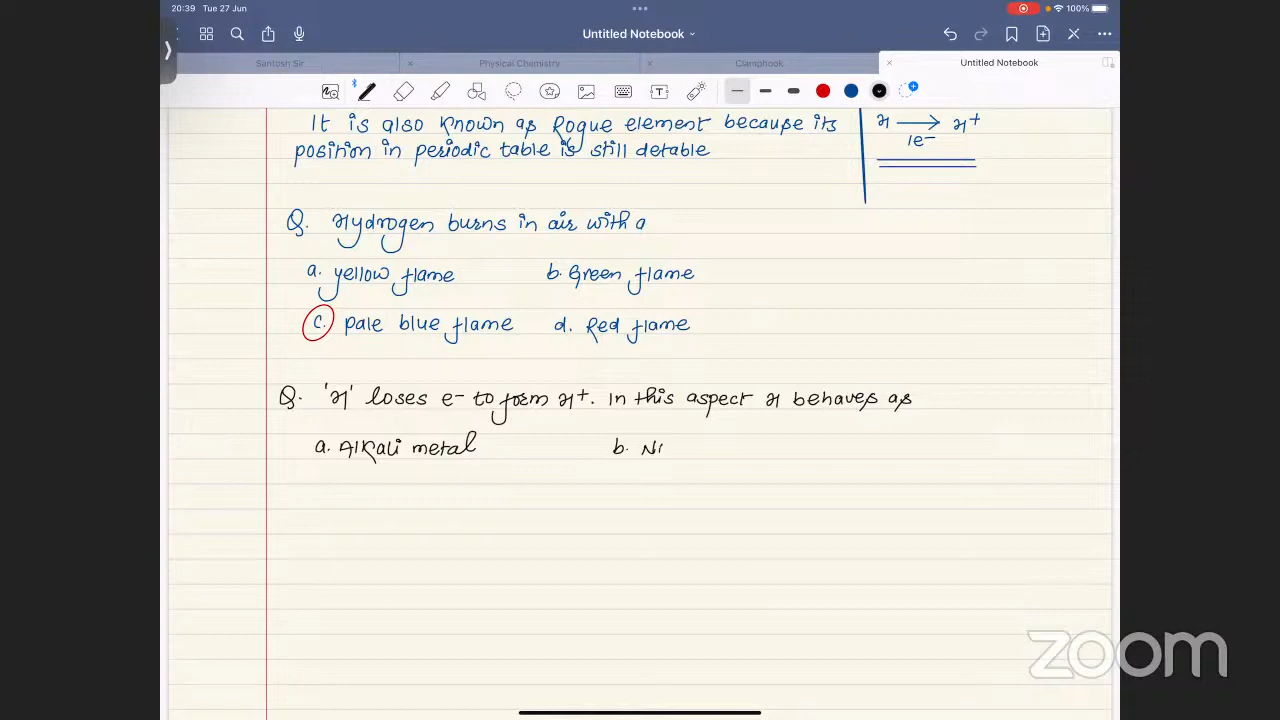 20:39 Tue 27 Jun
100%
Untitled Notebook
Santosh Sir
Physical Chemistry
Clamphook
Untitled Notebook
It is also known as Rogue element because its
position in periodic table is still detable
H → H+
1e-
Q. Hydrogen burns in air with a
a. yellow flame b. Green flame
c. pale blue flame d. Red flame
Q. 'H' loses e- to form H+. In this aspect H behaves as
a. Alkali metal b. N
zoom